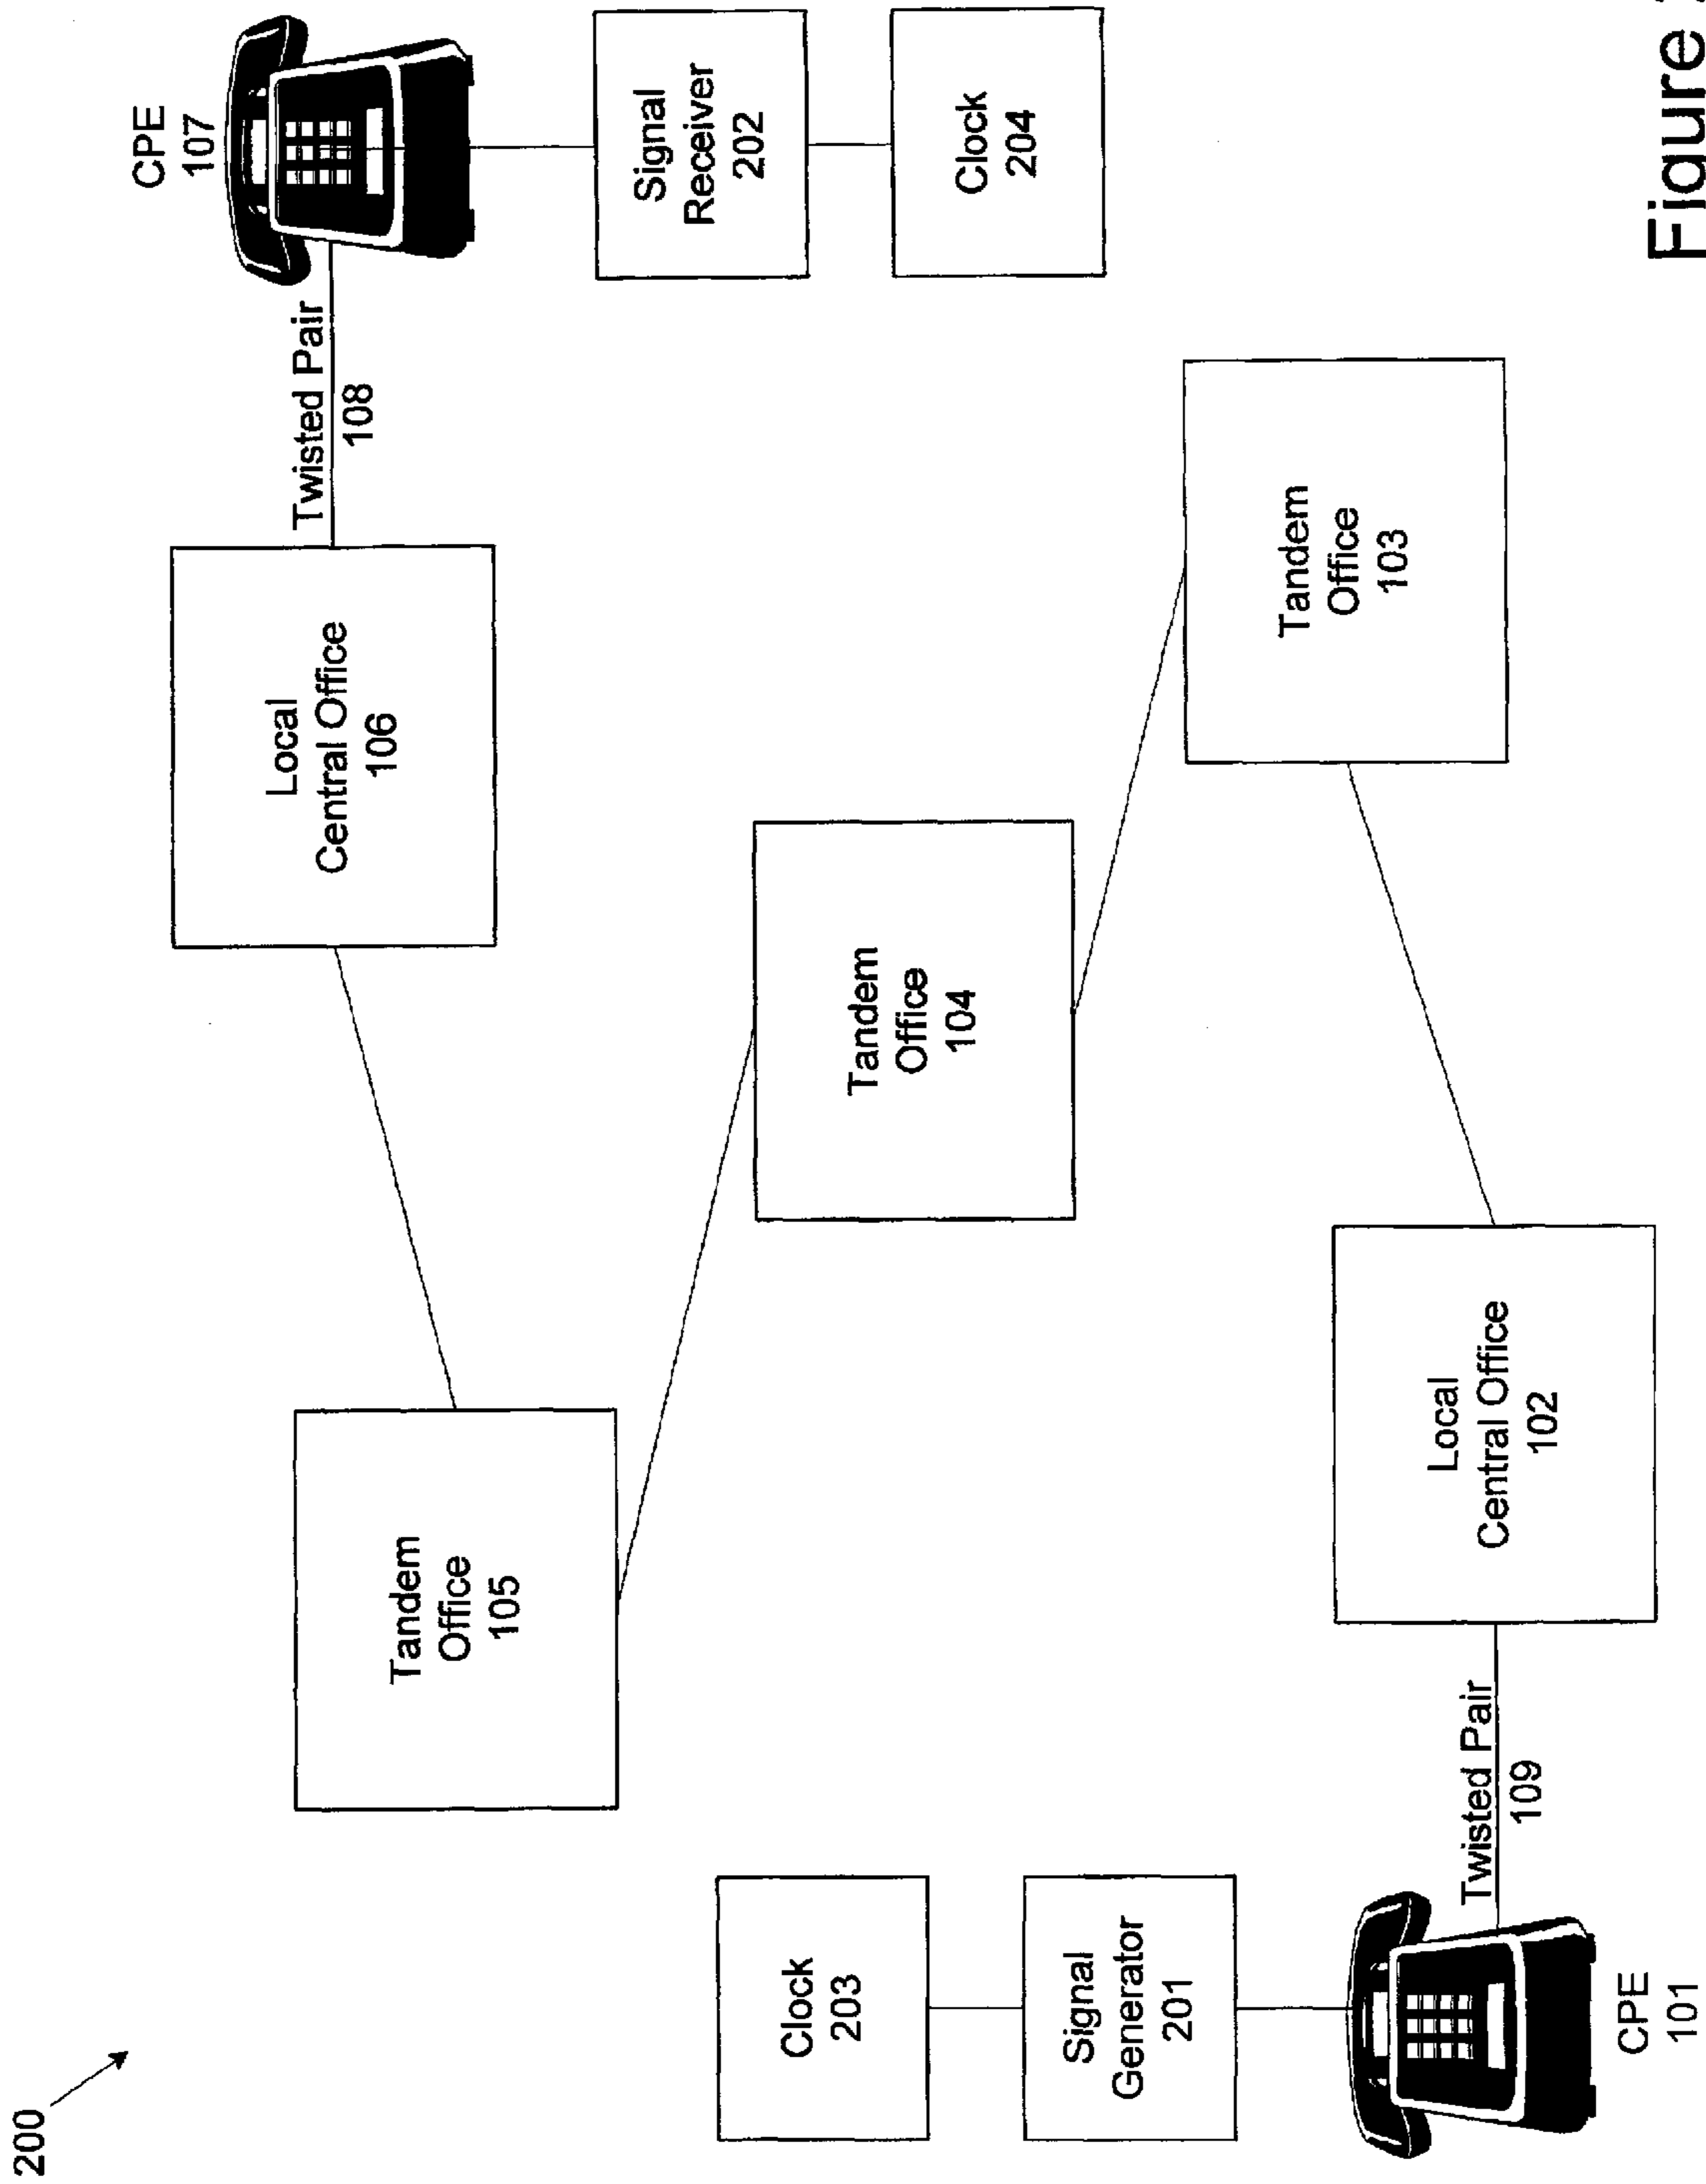 200
Tandem
Office
105
Local
Central Office
106
Twisted Pair
108
CPE
107
Signal
Receiver
202
Clock
204
Clock
203
Signal
Generator
201
Tandem
Office
104
CPE
101
Twisted Pair
109
Local
Central Office
102
Tandem
Office
103
Figure